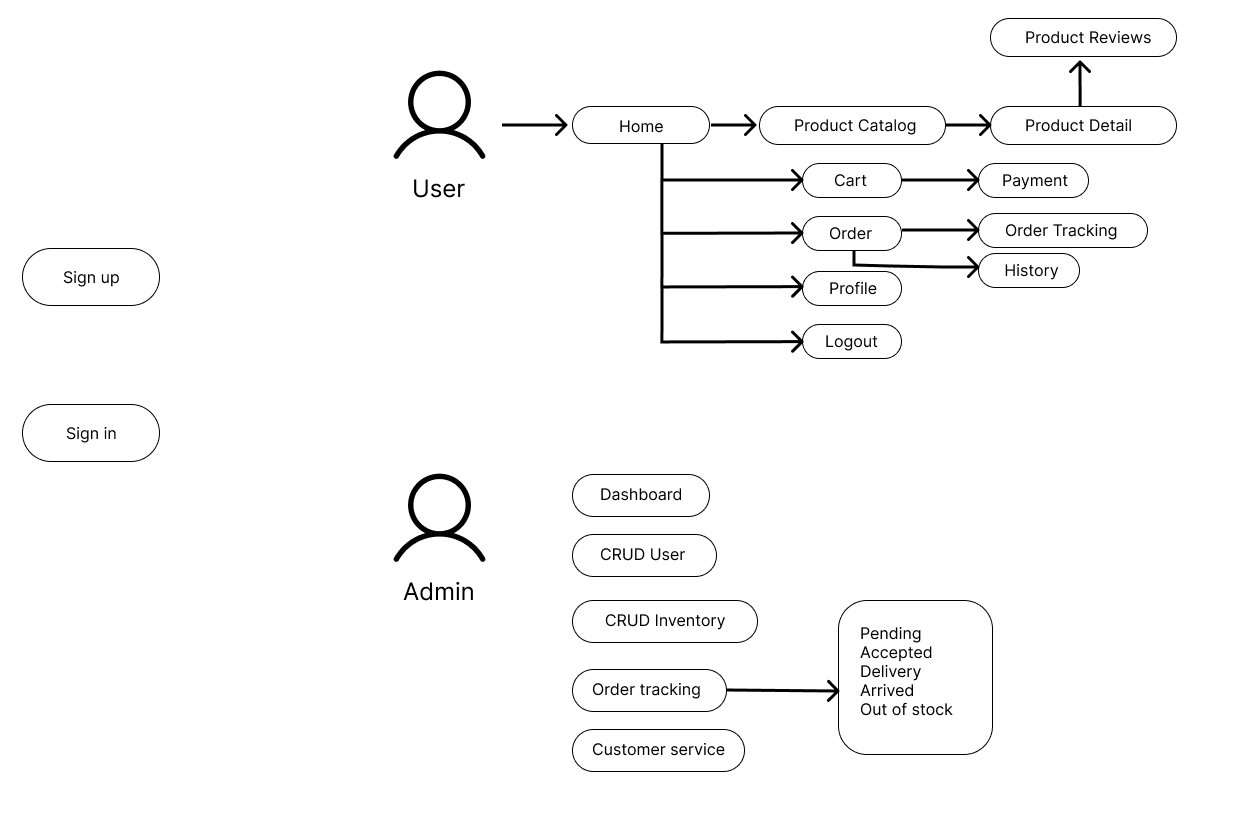 Product Reviews
Home
Product Catalog
Product Detail
User
Cart
Payment
Order
Order Tracking
History
Profile
Logout
Sign up
Sign in
Admin
Dashboard
CRUD User
CRUD Inventory
Order tracking
Pending
Accepted
Delivery
Arrived
Out of stock
Customer service